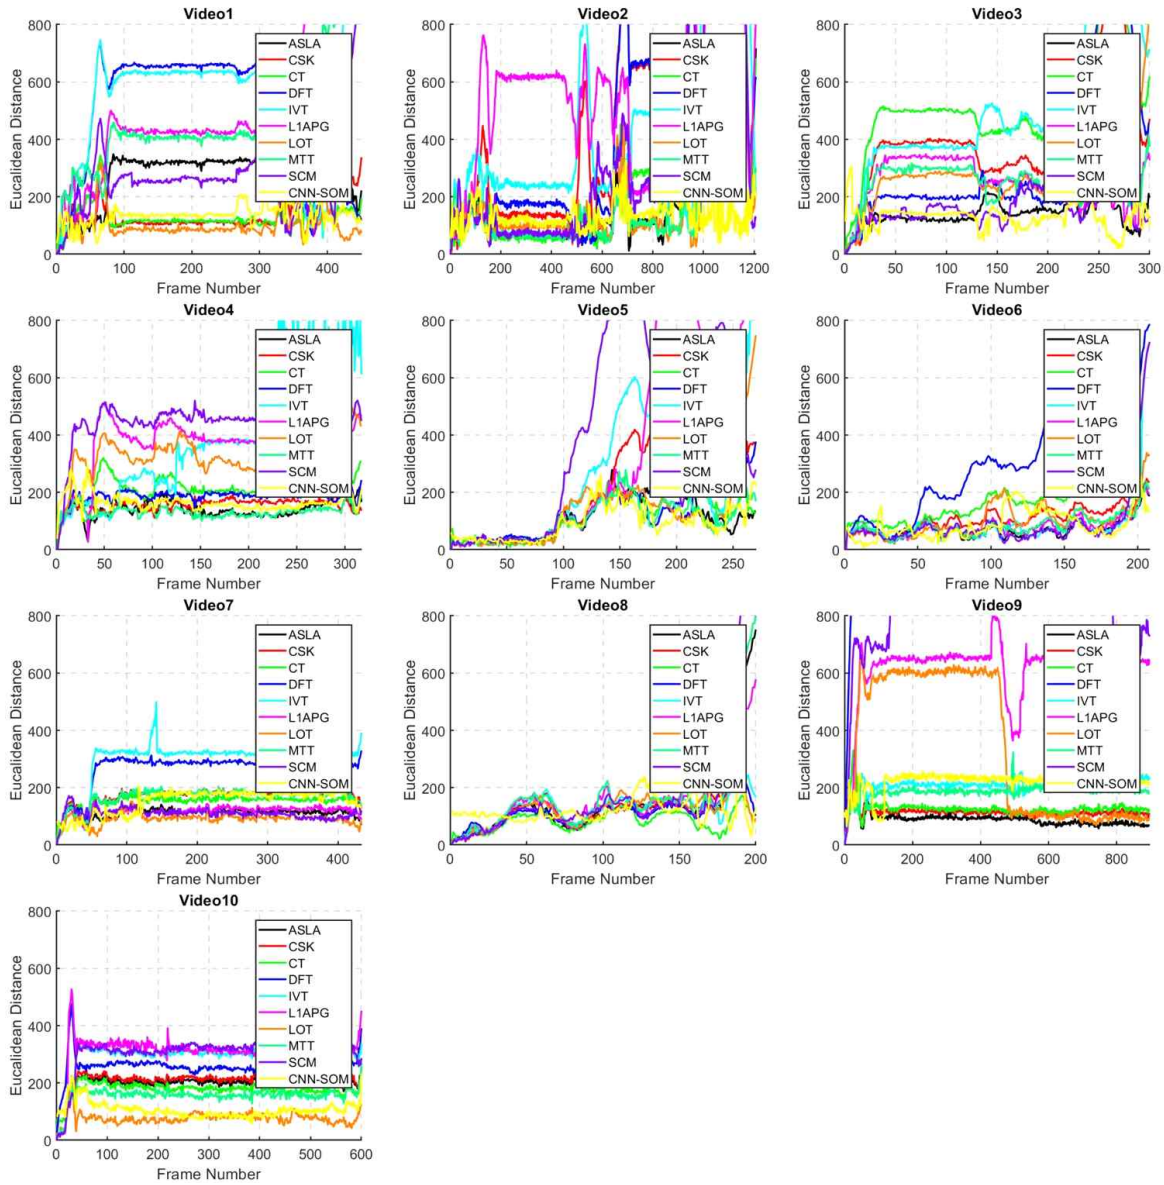 Video1
800
600
400
200
0
Eucalidean Distance
0 100 200 300 400
Frame Number
ASLA
CSK
CT
DFT
IVT
L1APG
LOT
MTT
SCM
CNN-SOM
Video2
800
600
400
200
0
Eucalidean Distance
0 200 400 600 800 1000 1200
Frame Number
ASLA
CSK
CT
DFT
IVT
L1APG
LOT
MTT
SCM
CNN-SOM
Video3
800
600
400
200
0
Eucalidean Distance
0 50 100 150 200 250 300
Frame Number
ASLA
CSK
CT
DFT
IVT
L1APG
LOT
MTT
SCM
CNN-SOM
Video4
800
600
400
200
0
Eucalidean Distance
0 50 100 150 200 250 300
Frame Number
ASLA
CSK
CT
DFT
IVT
L1APG
LOT
MTT
SCM
CNN-SOM
Video5
800
600
400
200
0
Eucalidean Distance
0 50 100 150 200 250
Frame Number
ASLA
CSK
CT
DFT
IVT
L1APG
LOT
MTT
SCM
CNN-SOM
Video6
800
600
400
200
0
Eucalidean Distance
0 50 100 150 200
Frame Number
ASLA
CSK
CT
DFT
IVT
L1APG
LOT
MTT
SCM
CNN-SOM
Video7
800
600
400
200
0
Eucalidean Distance
0 100 200 300 400
Frame Number
ASLA
CSK
CT
DFT
IVT
L1APG
LOT
MTT
SCM
CNN-SOM
Video8
800
600
400
200
0
Eucalidean Distance
0 50 100 150 200
Frame Number
ASLA
CSK
CT
DFT
IVT
L1APG
LOT
MTT
SCM
CNN-SOM
Video9
800
600
400
200
0
Eucalidean Distance
0 200 400 600 800
Frame Number
ASLA
CSK
CT
DFT
IVT
L1APG
LOT
MTT
SCM
CNN-SOM
Video10
800
600
400
200
0
Eucalidean Distance
0 100 200 300 400 500 600
Frame Number
ASLA
CSK
CT
DFT
IVT
L1APG
LOT
MTT
SCM
CNN-SOM